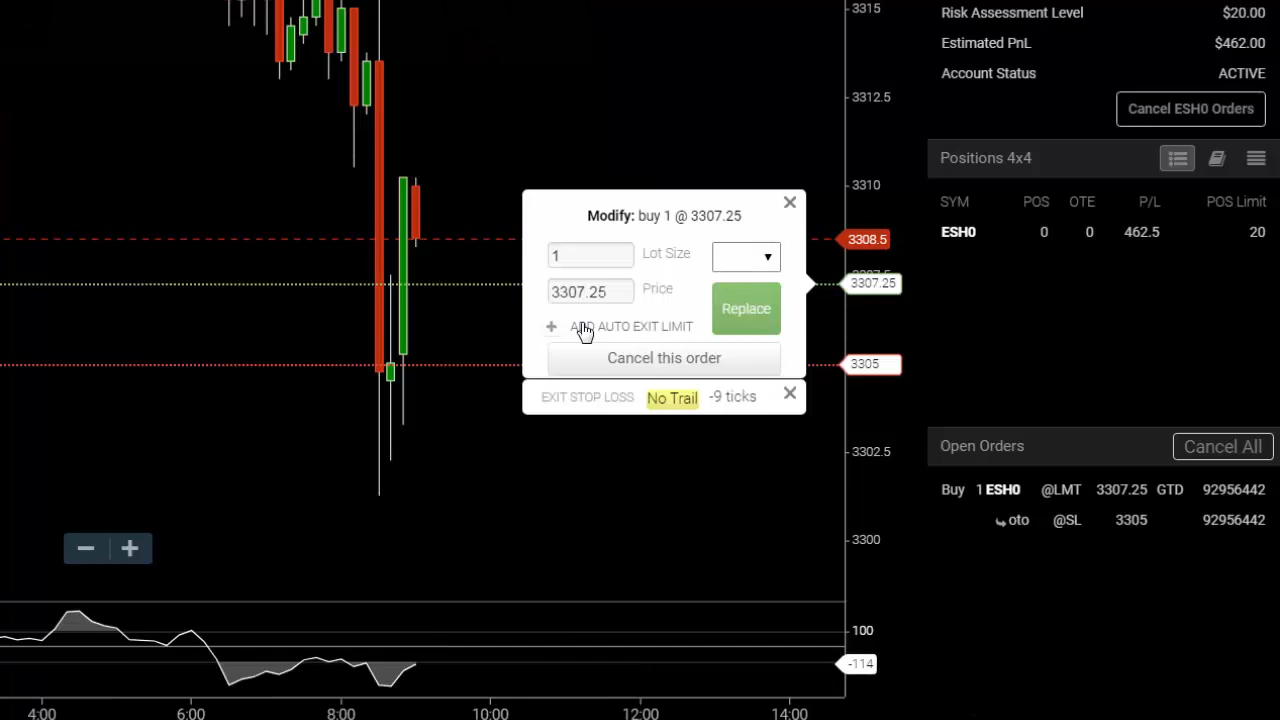 3315
3312.5
3310
3308.5
3307.25
3305
3302.5
3300
100
-114
4:00 6:00 8:00 10:00 12:00 14:00
Modify: buy 1 @ 3307.25
1 Lot Size
3307.25 Price
Replace
ADD AUTO EXIT LIMIT
Cancel this order
EXIT STOP LOSS No Trail -9 ticks
Risk Assessment Level $20.00
Estimated PnL $462.00
Account Status ACTIVE
Cancel ESH0 Orders
Positions 4x4
SYM POS OTE P/L POS Limit
ESH0 0 0 462.5 20
Open Orders Cancel All
Buy 1 ESH0 @LMT 3307.25 GTD 92956442
oto @SL 3305 92956442